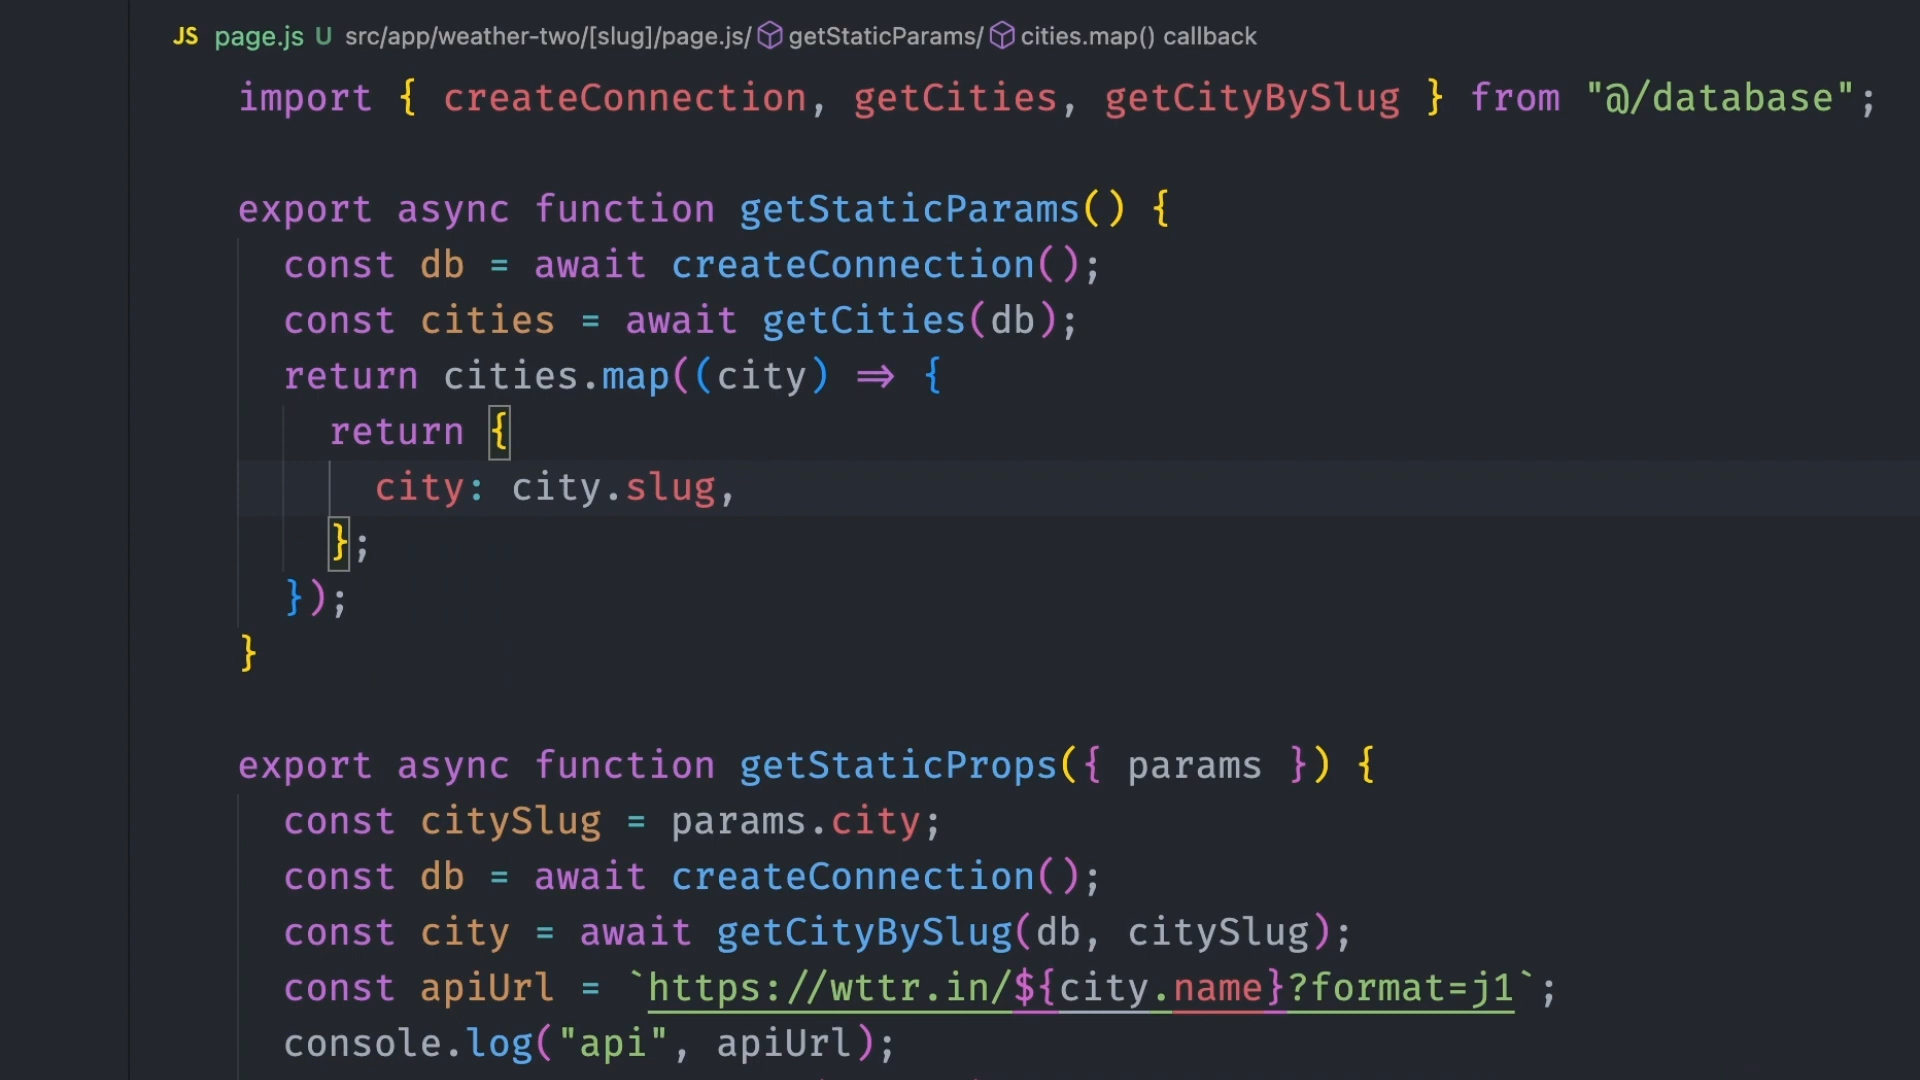 JS page.js U src/app/weather-two/[slug]/page.js/ getStaticParams/ cities.map() callback
import { createConnection, getCities, getCityBySlug } from "@/database";
export async function getStaticParams() {
const db = await createConnection();
const cities = await getCities(db);
return cities.map((city) => {
return {
city: city.slug,
};
});
}
export async function getStaticProps({ params }) {
const citySlug = params.city;
const db = await createConnection();
const city = await getCityBySlug(db, citySlug);
const apiUrl = `https://wttr.in/${city.name}?format=j1`;
console.log("api", apiUrl);